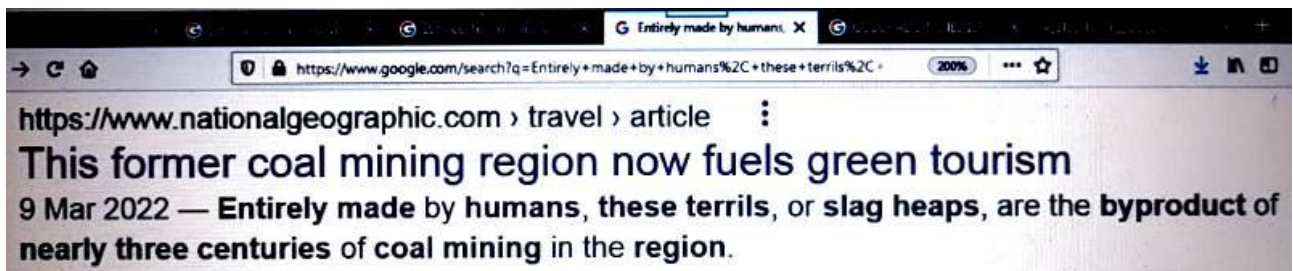 Entirely made by humans,
https://www.google.com/search?q=Entirely+made+by+humans%2C+these+terrils%2C+
200%
https://www.nationalgeographic.com › travel › article
This former coal mining region now fuels green tourism
9 Mar 2022 — Entirely made by humans, these terrils, or slag heaps, are the byproduct of
nearly three centuries of coal mining in the region.